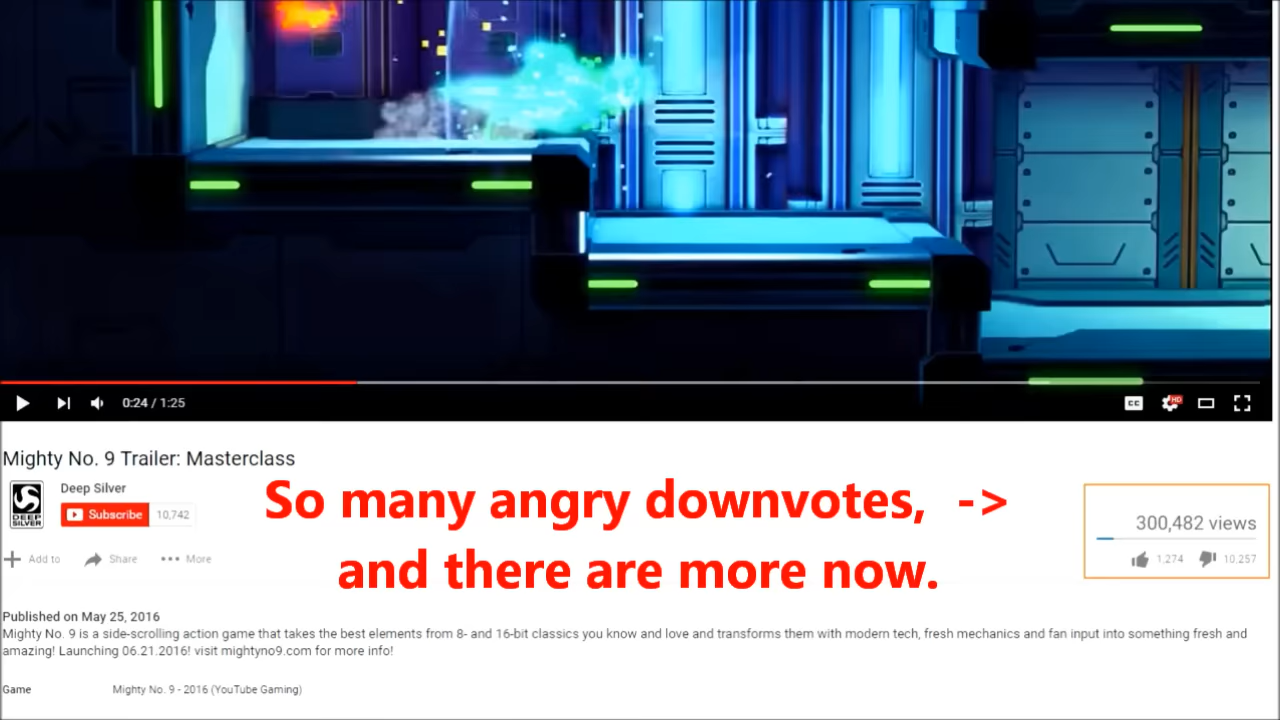 0:24 / 1:25
CC
HD
Mighty No. 9 Trailer: Masterclass
DEEP
SILVER
Deep Silver
Subscribe 10,742
So many angry downvotes, ->
and there are more now.
300,482 views
Add to Share More
1,274 10,257
Published on May 25, 2016
Mighty No. 9 is a side-scrolling action game that takes the best elements from 8- and 16-bit classics you know and love and transforms them with modern tech, fresh mechanics and fan input into something fresh and
amazing! Launching 06.21.2016! visit mightyno9.com for more info!
Game Mighty No. 9 - 2016 (YouTube Gaming)